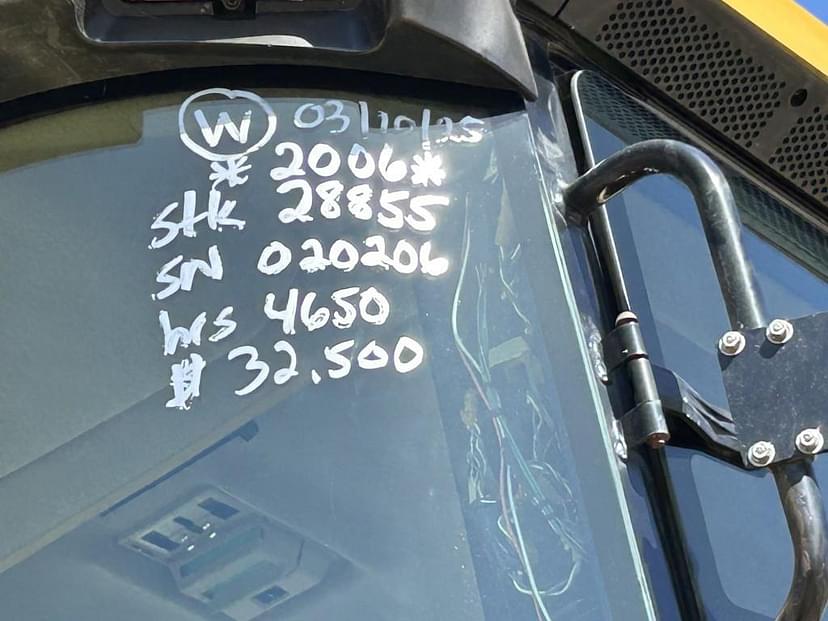 W 03/10/25
* 2006 *
Stk 28855
SN 020206
hrs 4650
$ 32.500